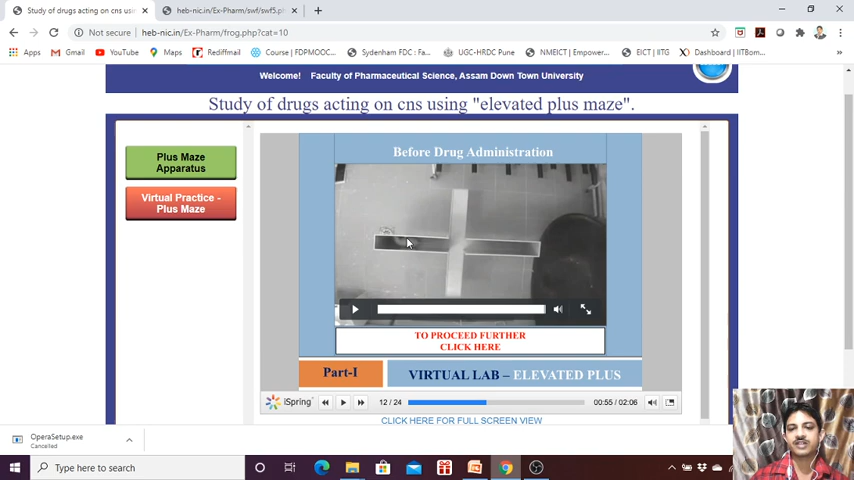 Study of drugs acting on cns usin
heb-nic.in/Ex-Pharm/swf/swf5.p
Not secure
heb-nic.in/Ex-Pharm/frog.php?cat=10
Apps
Gmail
YouTube
Maps
Rediffmail
Course | FDPMOOC...
Sydenham FDC : Fa...
UGC-HRDC Pune
NMEICT | Empower...
EICT | IITG
Dashboard | IITBom...
Welcome! Faculty of Pharmaceutical Science, Assam Down Town University
Study of drugs acting on cns using "elevated plus maze".
Plus Maze
Apparatus
Virtual Practice -
Plus Maze
Before Drug Administration
TO PROCEED FURTHER
CLICK HERE
Part-I
VIRTUAL LAB – ELEVATED PLUS
iSpring
12 / 24
00:55 / 02:06
CLICK HERE FOR FULL SCREEN VIEW
OperaSetup.exe
Cancelled
Type here to search